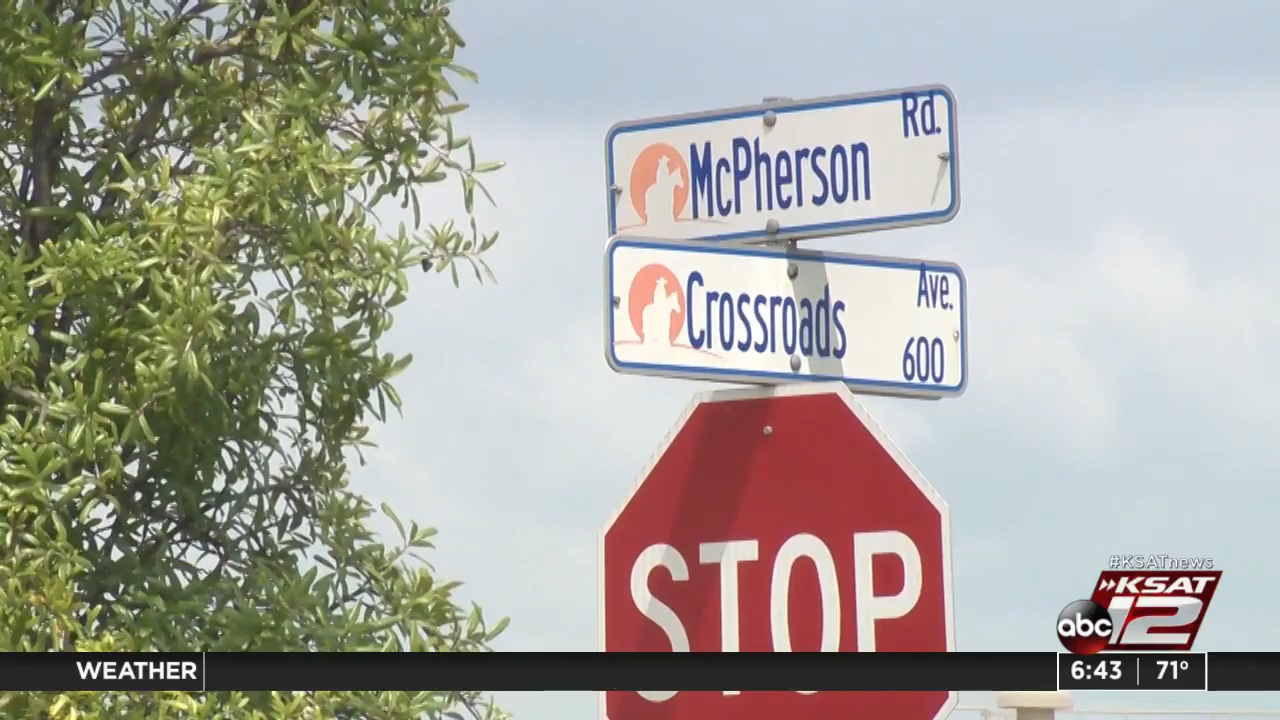 McPherson Rd.
Crossroads Ave.
600
STOP
#KSATnews
KSAT
abc 12
WEATHER
6:43 71°